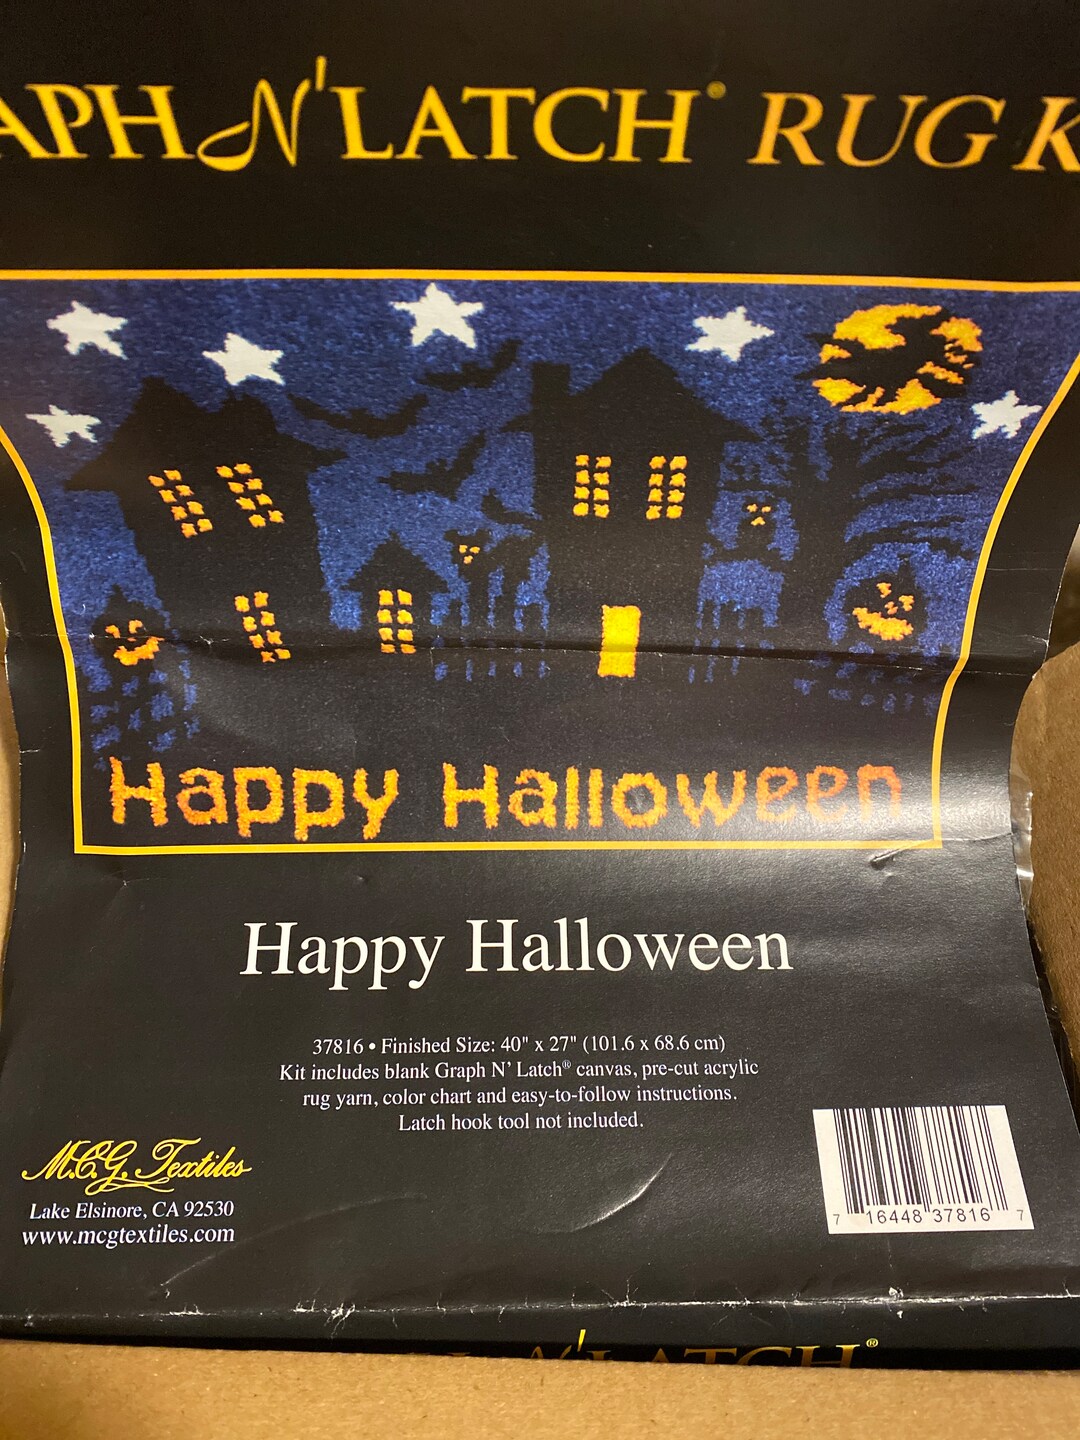 APH N' LATCH® RUG K
Happy Halloween
Happy Halloween
37816 • Finished Size: 40" x 27" (101.6 x 68.6 cm)
Kit includes blank Graph N' Latch® canvas, pre-cut acrylic
rug yarn, color chart and easy-to-follow instructions.
Latch hook tool not included.
M.C.G. Textiles
Lake Elsinore, CA 92530
www.mcgtextiles.com
7 16448 37816 7
N' LATCH®